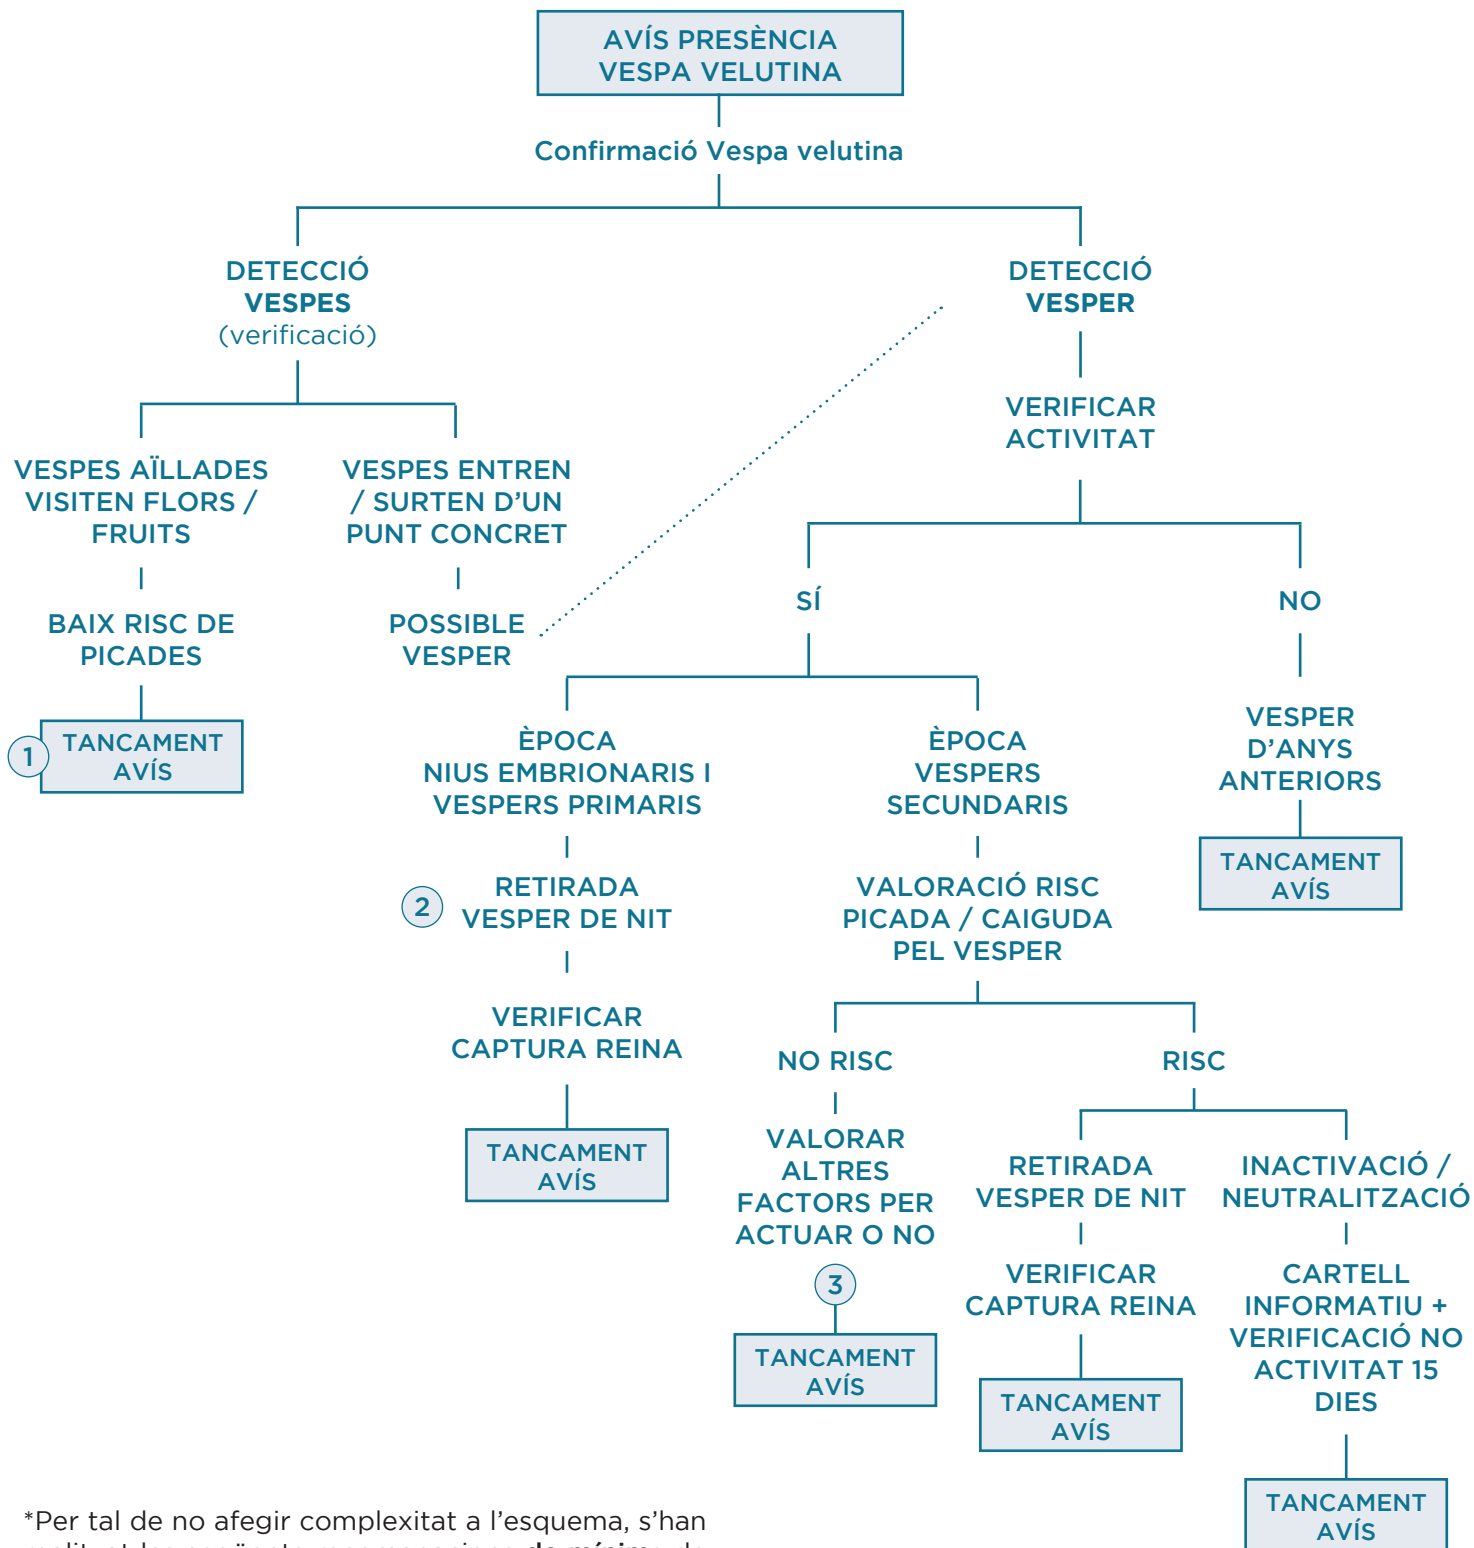 AVÍS PRESÈNCIA
VESPA VELUTINA
Confirmació Vespa velutina
DETECCIÓ
VESPES
(verificació)
VESPES AÏLLADES
VISITEN FLORS /
FRUITS
BAIX RISC DE
PICADES
1
TANCAMENT
AVÍS
VESPES ENTREN
/ SURTEN D’UN
PUNT CONCRET
POSSIBLE
VESPER
DETECCIÓ
VESPER
VERIFICAR
ACTIVITAT
SÍ
ÈPOCA
NIUS EMBRIONARIS I
VESPERS PRIMARIS
2
RETIRADA
VESPER DE NIT
VERIFICAR
CAPTURA REINA
TANCAMENT
AVÍS
ÈPOCA
VESPERS
SECUNDARIS
VALORACIÓ RISC
PICADA / CAIGUDA
PEL VESPER
NO RISC
VALORAR
ALTRES
FACTORS PER
ACTUAR O NO
3
TANCAMENT
AVÍS
RISC
RETIRADA
VESPER DE NIT
VERIFICAR
CAPTURA REINA
TANCAMENT
AVÍS
INACTIVACIÓ /
NEUTRALITZACIÓ
CARTELL
INFORMATIU +
VERIFICACIÓ NO
ACTIVITAT 15
DIES
TANCAMENT
AVÍS
NO
VESPER
D’ANYS
ANTERIORS
TANCAMENT
AVÍS
*Per tal de no afegir complexitat a l’esquema, s’han